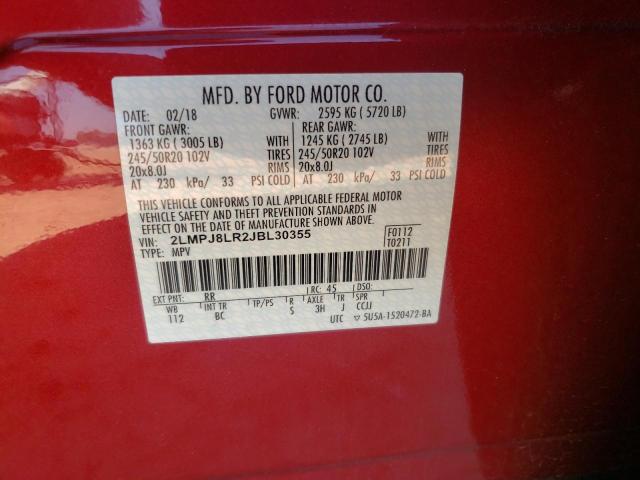 MFD. BY FORD MOTOR CO.
DATE: 02/18 GVWR: 2595 KG ( 5720 LB)
FRONT GAWR: REAR GAWR:
1363 KG ( 3005 LB) WITH 1245 KG ( 2745 LB) WITH
245/50R20 102V TIRES 245/50R20 102V TIRES
20x8.0J RIMS 20x8.0J RIMS
AT 230 kPa/ 33 PSI COLD AT 230 kPa/ 33 PSI COLD
THIS VEHICLE CONFORMS TO ALL APPLICABLE FEDERAL MOTOR
VEHICLE SAFETY AND THEFT PREVENTION STANDARDS IN
EFFECT ON THE DATE OF MANUFACTURE SHOWN ABOVE.
VIN: 2LMPJ8LR2JBL30355 F0112
TYPE: MPV T0211
EXT PNT: RR RC: 45 DSO:
WB INT TR TP/PS R AXLE TR SPR
112 BC S 3H J CCJJ
UTC ▽ 5U5A-1520472-BA